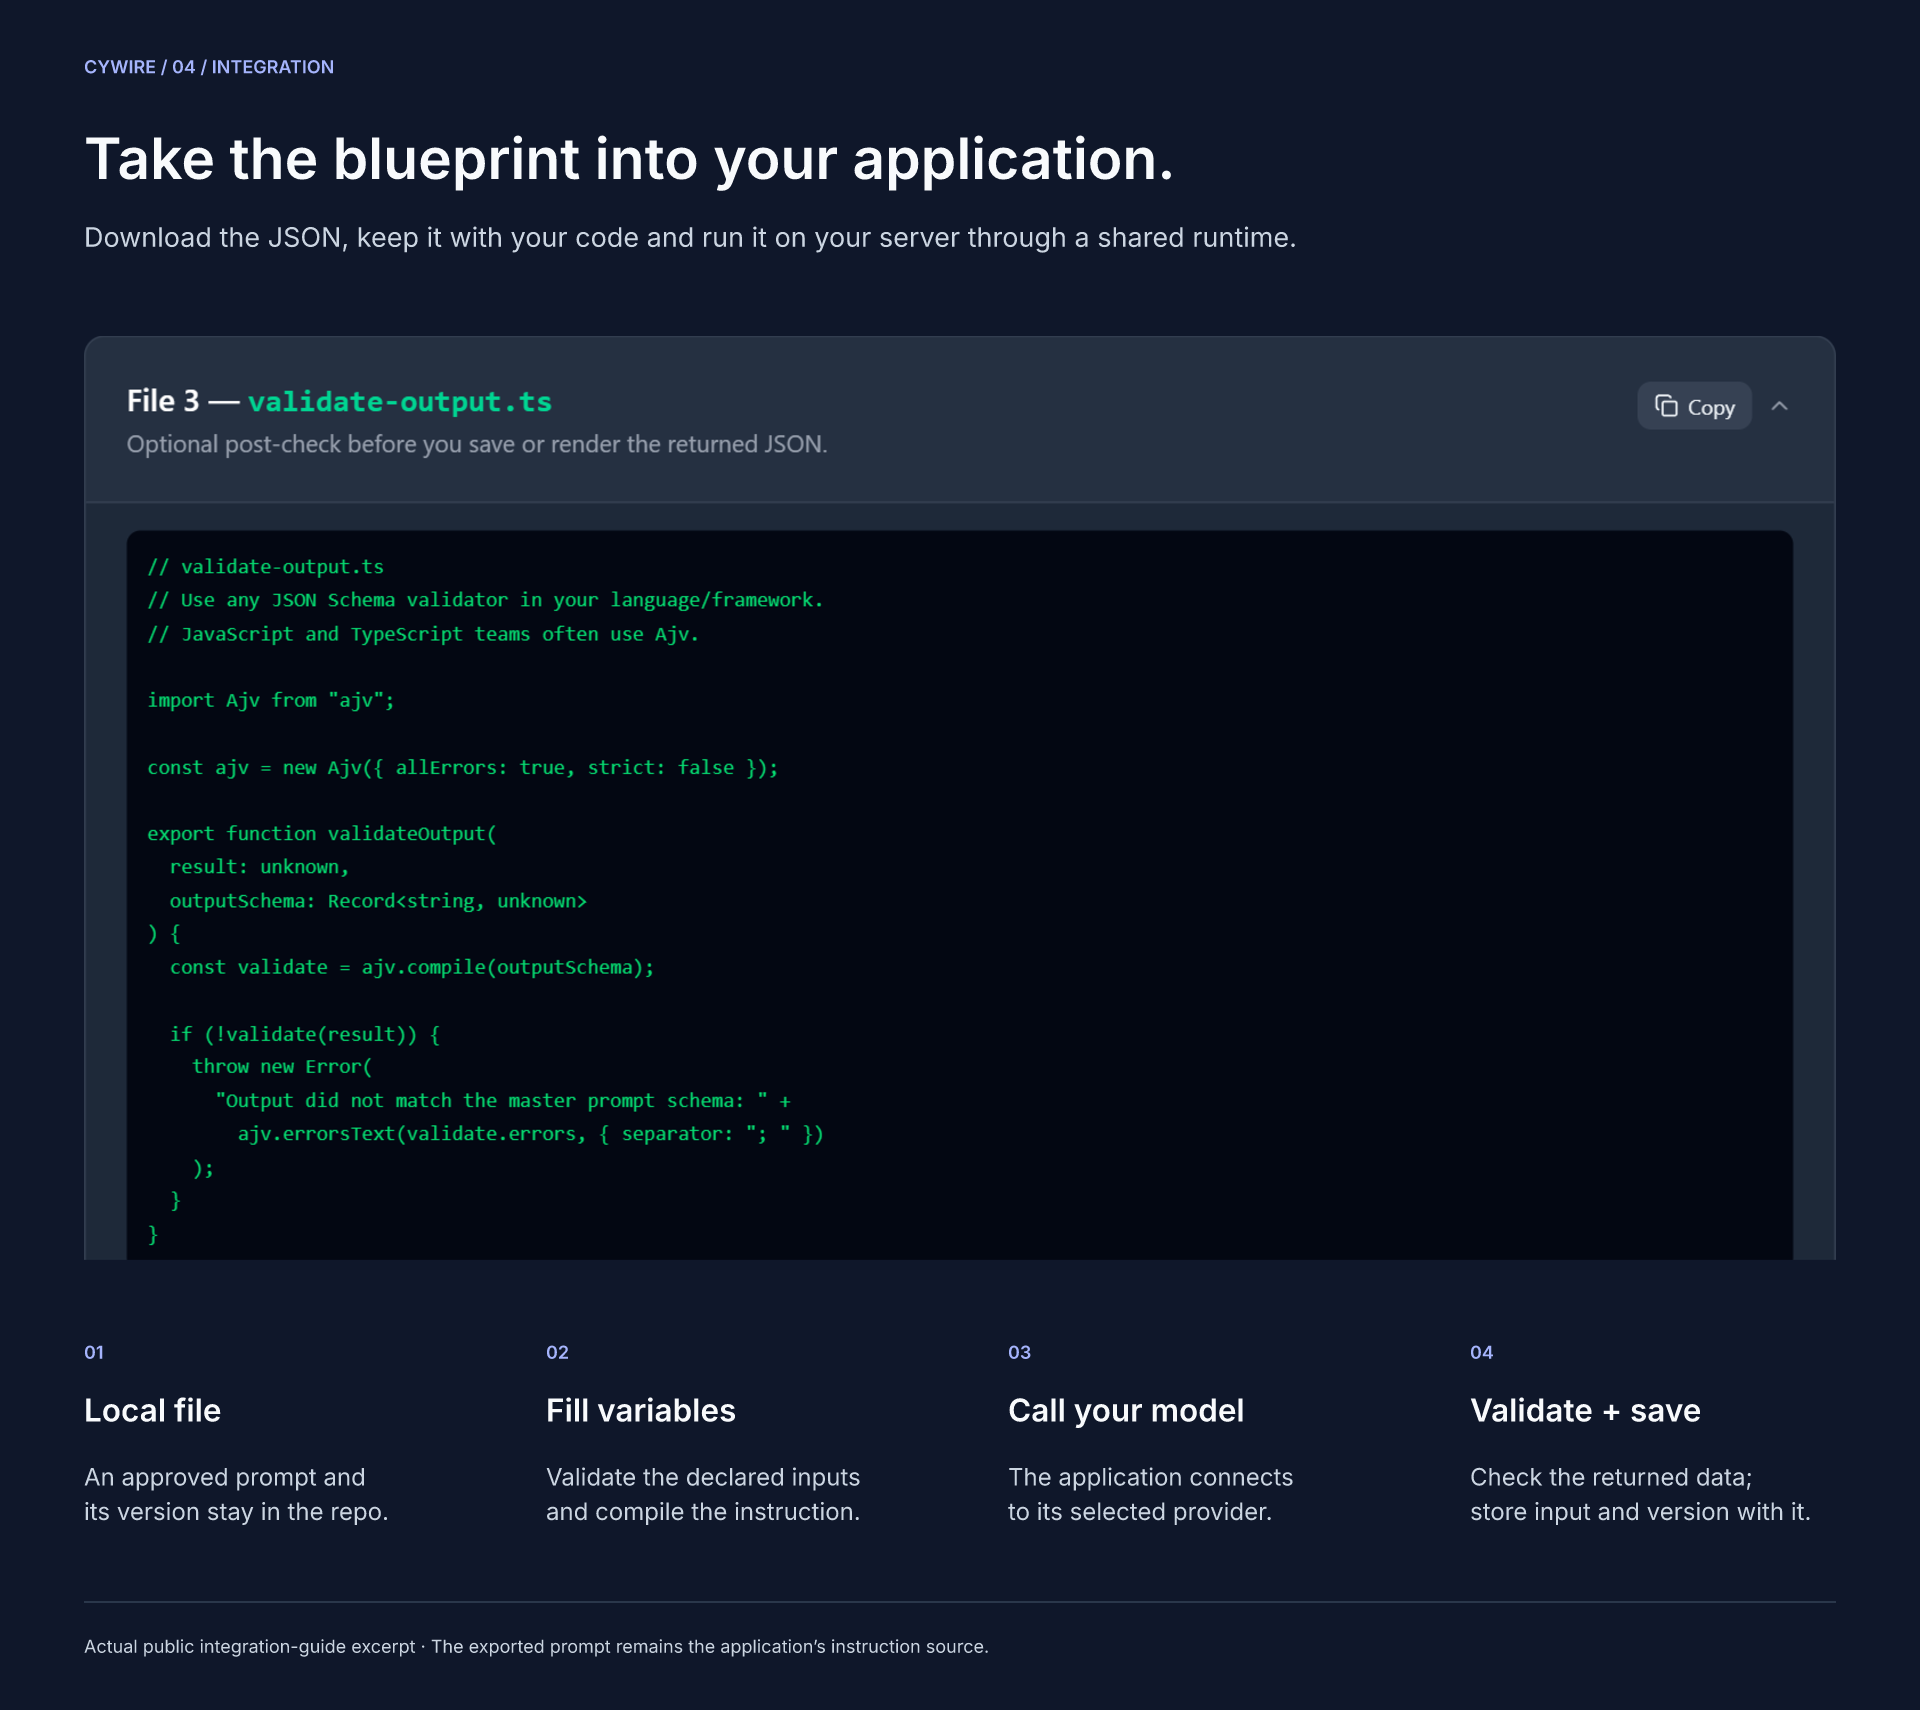 CYWIRE / 04 / INTEGRATION
Take the blueprint into your application.
Download the JSON, keep it with your code and run it on your server through a shared runtime.
File 3 — validate-output.ts
Copy
Optional post-check before you save or render the returned JSON.
// validate-output.ts
// Use any JSON Schema validator in your language/framework.
// JavaScript and TypeScript teams often use Ajv.
import Ajv from "ajv";
const ajv = new Ajv({ allErrors: true, strict: false });
export function validateOutput(
  result: unknown,
  outputSchema: Record<string, unknown>
) {
  const validate = ajv.compile(outputSchema);
  if (!validate(result)) {
    throw new Error(
      "Output did not match the master prompt schema: " +
        ajv.errorsText(validate.errors, { separator: "; " })
    );
  }
}
01
Local file
An approved prompt and
its version stay in the repo.
02
Fill variables
Validate the declared inputs
and compile the instruction.
03
Call your model
The application connects
to its selected provider.
04
Validate + save
Check the returned data;
store input and version with it.
Actual public integration-guide excerpt · The exported prompt remains the application’s instruction source.